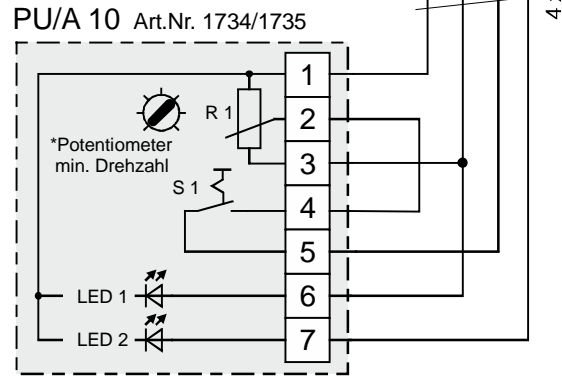 PU/A 10 Art.Nr. 1734/1735
1
R 1
2
*Potentiometer
min. Drehzahl
3
S 1
4
5
LED 1
6
LED 2
7